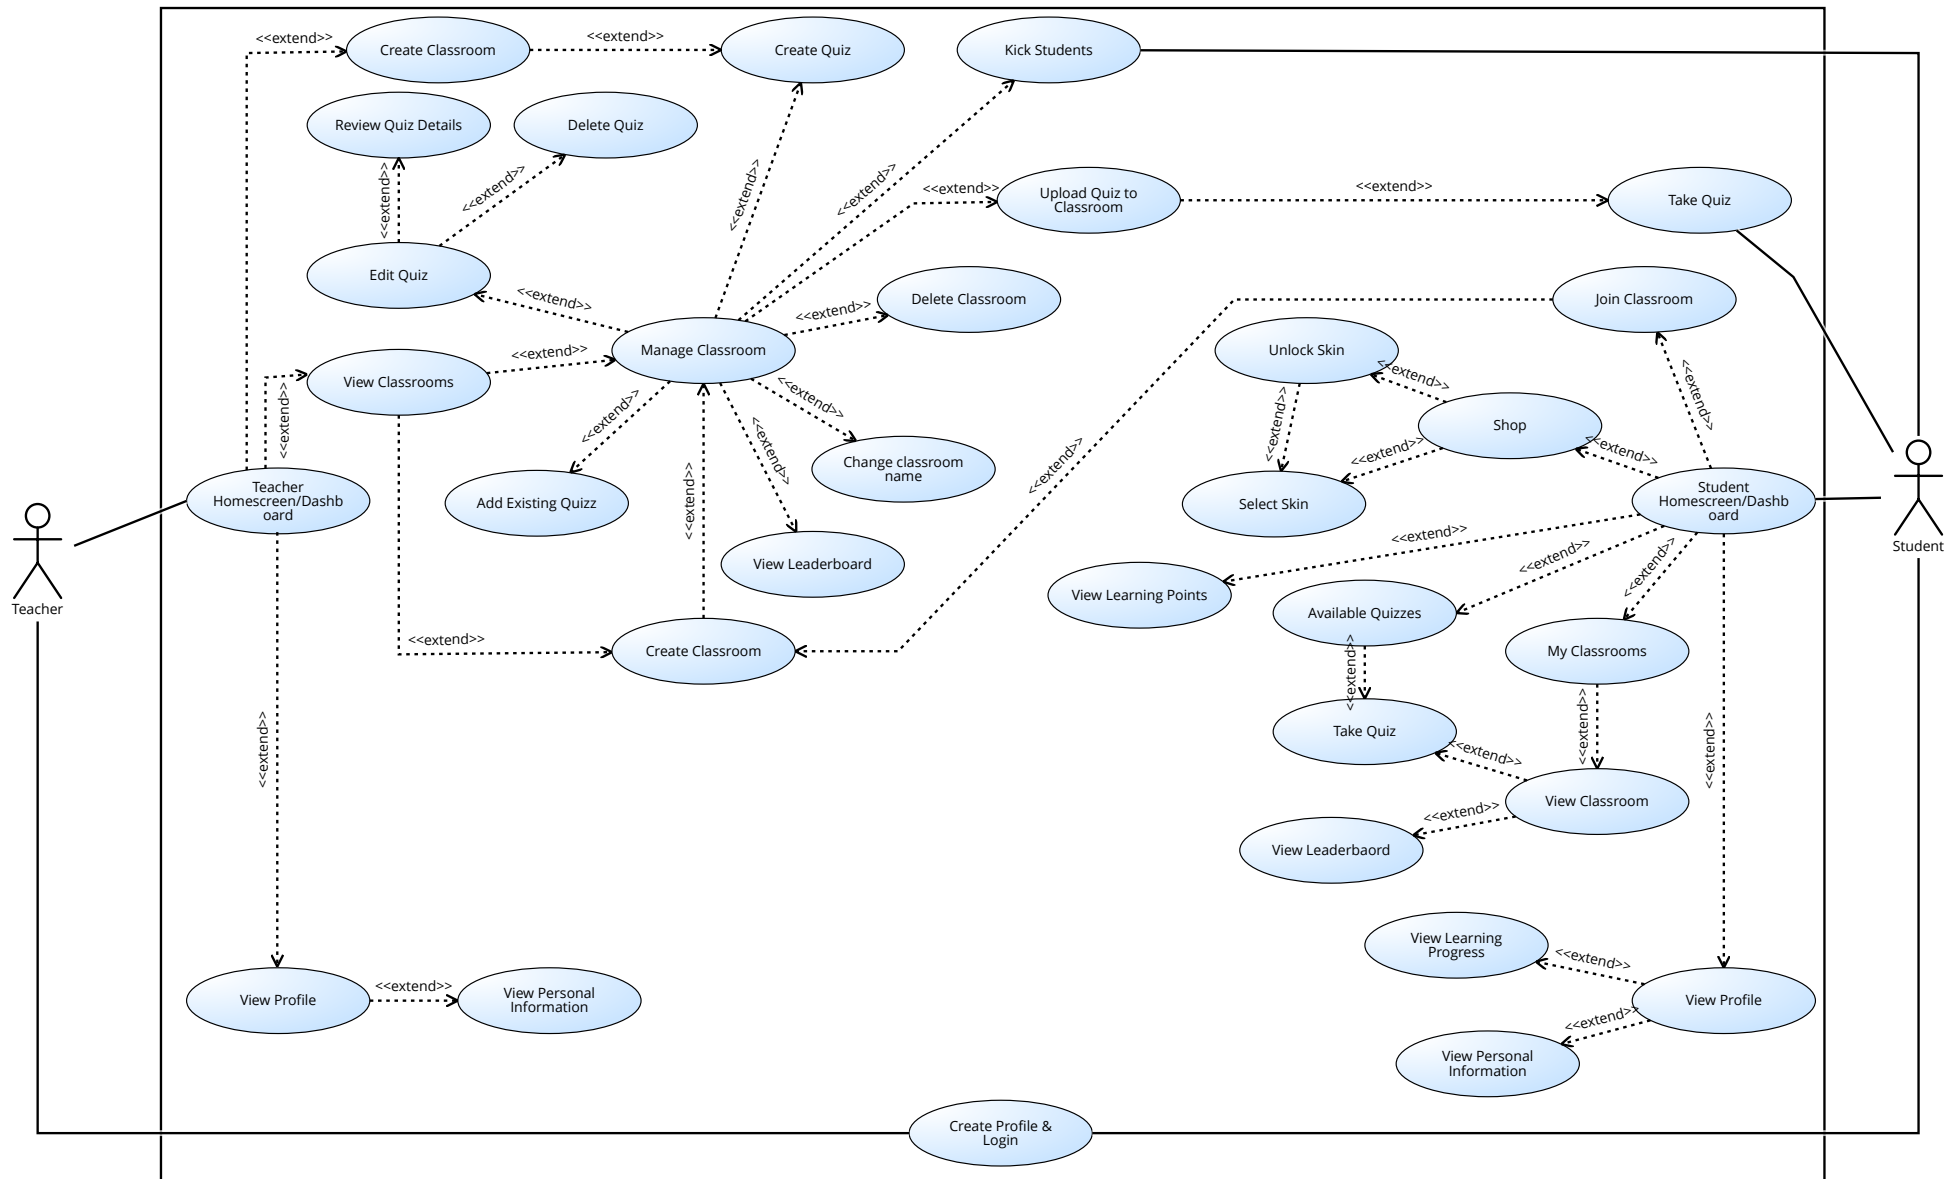 <<extend>>
Create Classroom
<<extend>>
Create Quiz
Kick Students
Review Quiz Details
Delete Quiz
<<extend>>
<<extend>>
<<extend>>
<<extend>>
<<extend>>
Upload Quiz to
Classroom
<<extend>>
Take Quiz
Edit Quiz
<<extend>>
<<extend>>
Delete Classroom
Join Classroom
Manage Classroom
Unlock Skin
<<extend>>
View Classrooms
<<extend>>
<<extend>>
<<extend>>
<<extend>>
<<extend>>
<<extend>>
<<extend>>
Shop
<<extend>>
<<extend>>
<<extend>>
Change classroom
name
<<extend>>
Teacher
Homescreen/Dashb
oard
Add Existing Quizz
<<extend>>
Select Skin
Student
Homescreen/Dashb
oard
<<extend>>
Student
<<extend>>
<<extend>>
View Leaderboard
View Learning Points
Available Quizzes
Teacher
<<extend>>
Create Classroom
<<extend>>
My Classrooms
<<extend>>
<<extend>>
<<extend>>
Take Quiz
<<extend>>
View Classroom
<<extend>>
View Leaderbaord
View Learning
Progress
<<extend>>
View Profile
<<extend>>
View Personal
Information
View Profile
<<extend>>
View Personal
Information
Create Profile &
Login